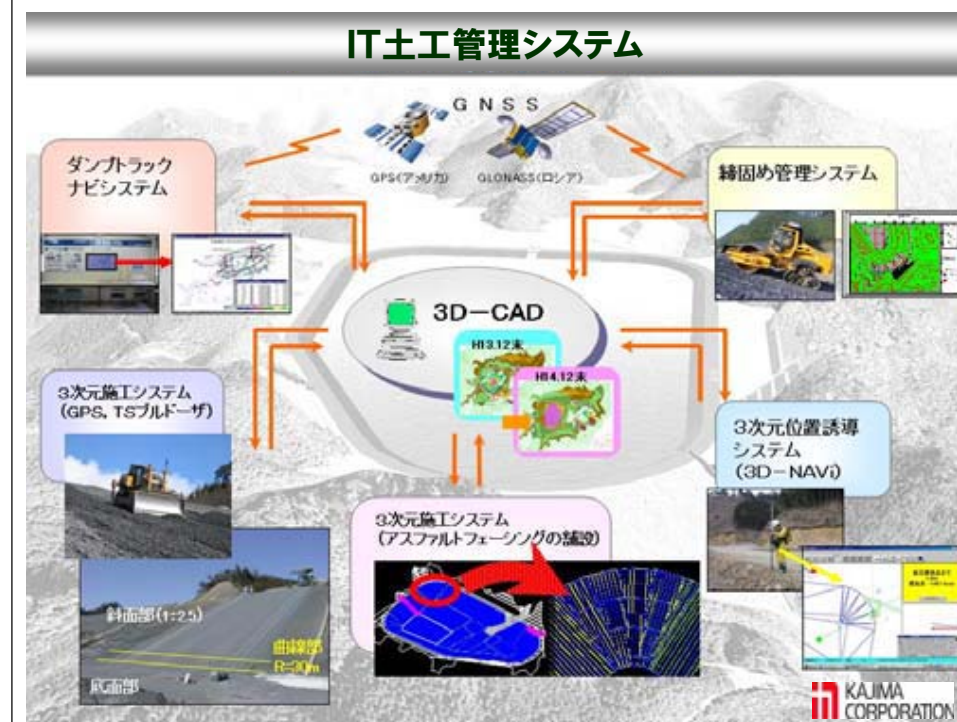 IT土工管理システム
GNSS
GPS(アメリカ)
GLONASS(ロシア)
ダンプトラック
ナビシステム
締固め管理システム
3D-CAD
H13.12末
H14.12末
3次元施工システム
(GPS, TSブルドーザ)
3次元位置誘導
システム
(3D-NAVi)
3次元施工システム
(アスファルトフェーシングの舗設)
斜面部(1:2.5)
曲線部
R=30m
底面部
KAJIMA
CORPORATION